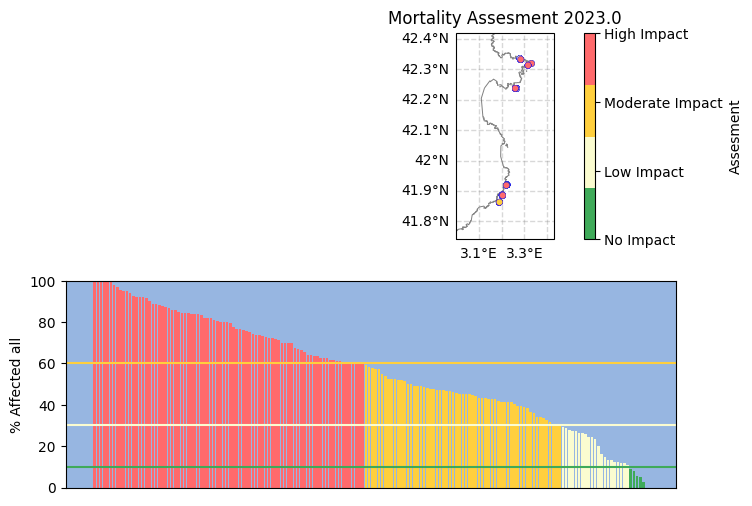 Mortality Assesment 2023.0
42.4°N
42.3°N
42.2°N
42.1°N
42°N
41.9°N
41.8°N
3.1°E 3.3°E
High Impact
Moderate Impact
Low Impact
No Impact
Assesment
% Affected all
100
80
60
40
20
0